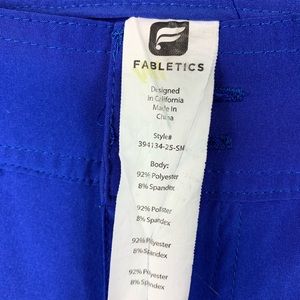 FABLETICS
Designed
In California
Made In
China
Style#
394134-25-SM
Body:
92% Polyester
8% Spandex
92% Polister
8% Spandex
92% Polyester
8% Spandex
92% Polyester
8% Spandex